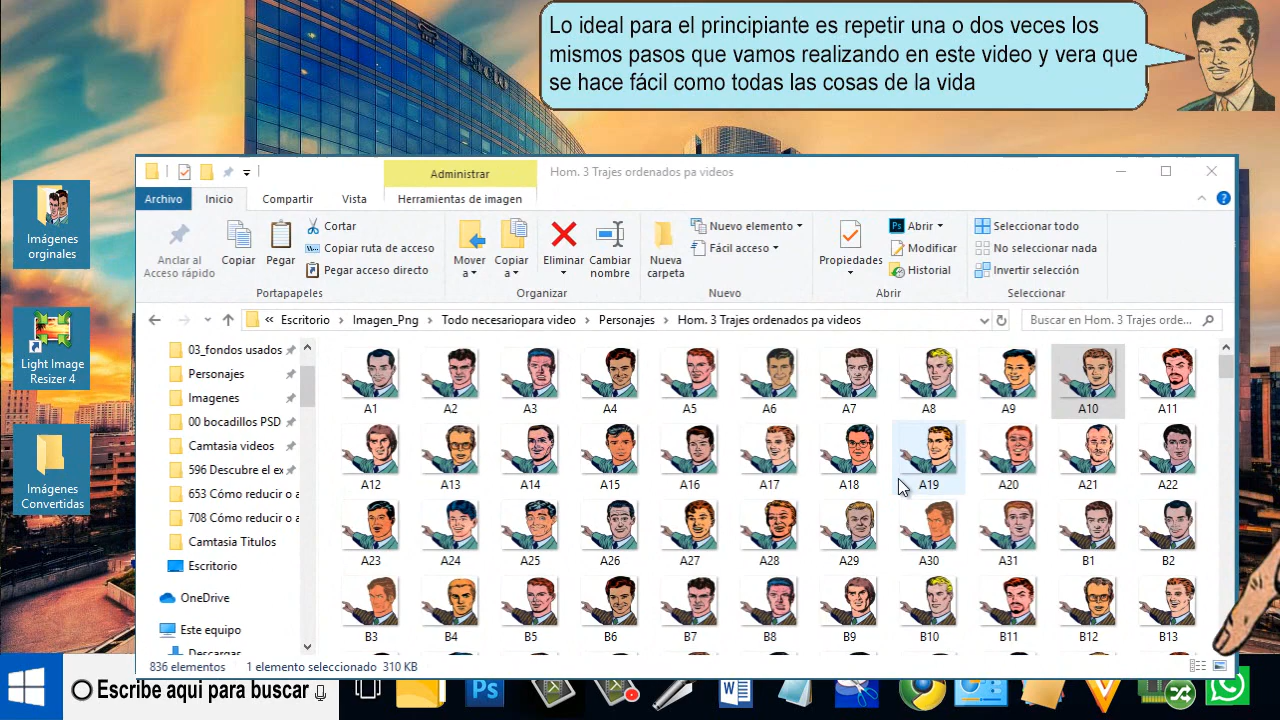 Lo ideal para el principiante es repetir una o dos veces los
mismos pasos que vamos realizando en este video y vera que
se hace fácil como todas las cosas de la vida
Imágenes
orginales
Light Image
Resizer 4
Imágenes
Convertidas
Administrar
Hom. 3 Trajes ordenados pa videos
Archivo
Inicio
Compartir
Vista
Herramientas de imagen
Anclar al
Acceso rápido
Copiar
Pegar
Cortar
Copiar ruta de acceso
Pegar acceso directo
Portapapeles
Mover
a
Copiar
a
Eliminar
Cambiar
nombre
Organizar
Nueva
carpeta
Nuevo elemento
Fácil acceso
Nuevo
Propiedades
Ps Abrir
Modificar
Historial
Abrir
Seleccionar todo
No seleccionar nada
Invertir selección
Seleccionar
« Escritorio > Imagen_Png > Todo necesariopara video > Personajes > Hom. 3 Trajes ordenados pa videos
Buscar en Hom. 3 Trajes orde...
03_fondos usados
Personajes
Imagenes
00 bocadillos PSD
Camtasia videos
596 Descubre el ex
653 Cómo reducir o a
708 Cómo reducir o a
Camtasia Titulos
Escritorio
OneDrive
Este equipo
Descargas
A1 A2 A3 A4 A5 A6 A7 A8 A9 A10 A11
A12 A13 A14 A15 A16 A17 A18 A19 A20 A21 A22
A23 A24 A25 A26 A27 A28 A29 A30 A31 B1 B2
B3 B4 B5 B6 B7 B8 B9 B10 B11 B12 B13
836 elementos 1 elemento seleccionado 310 KB
Escribe aqui para buscar
Ps
W